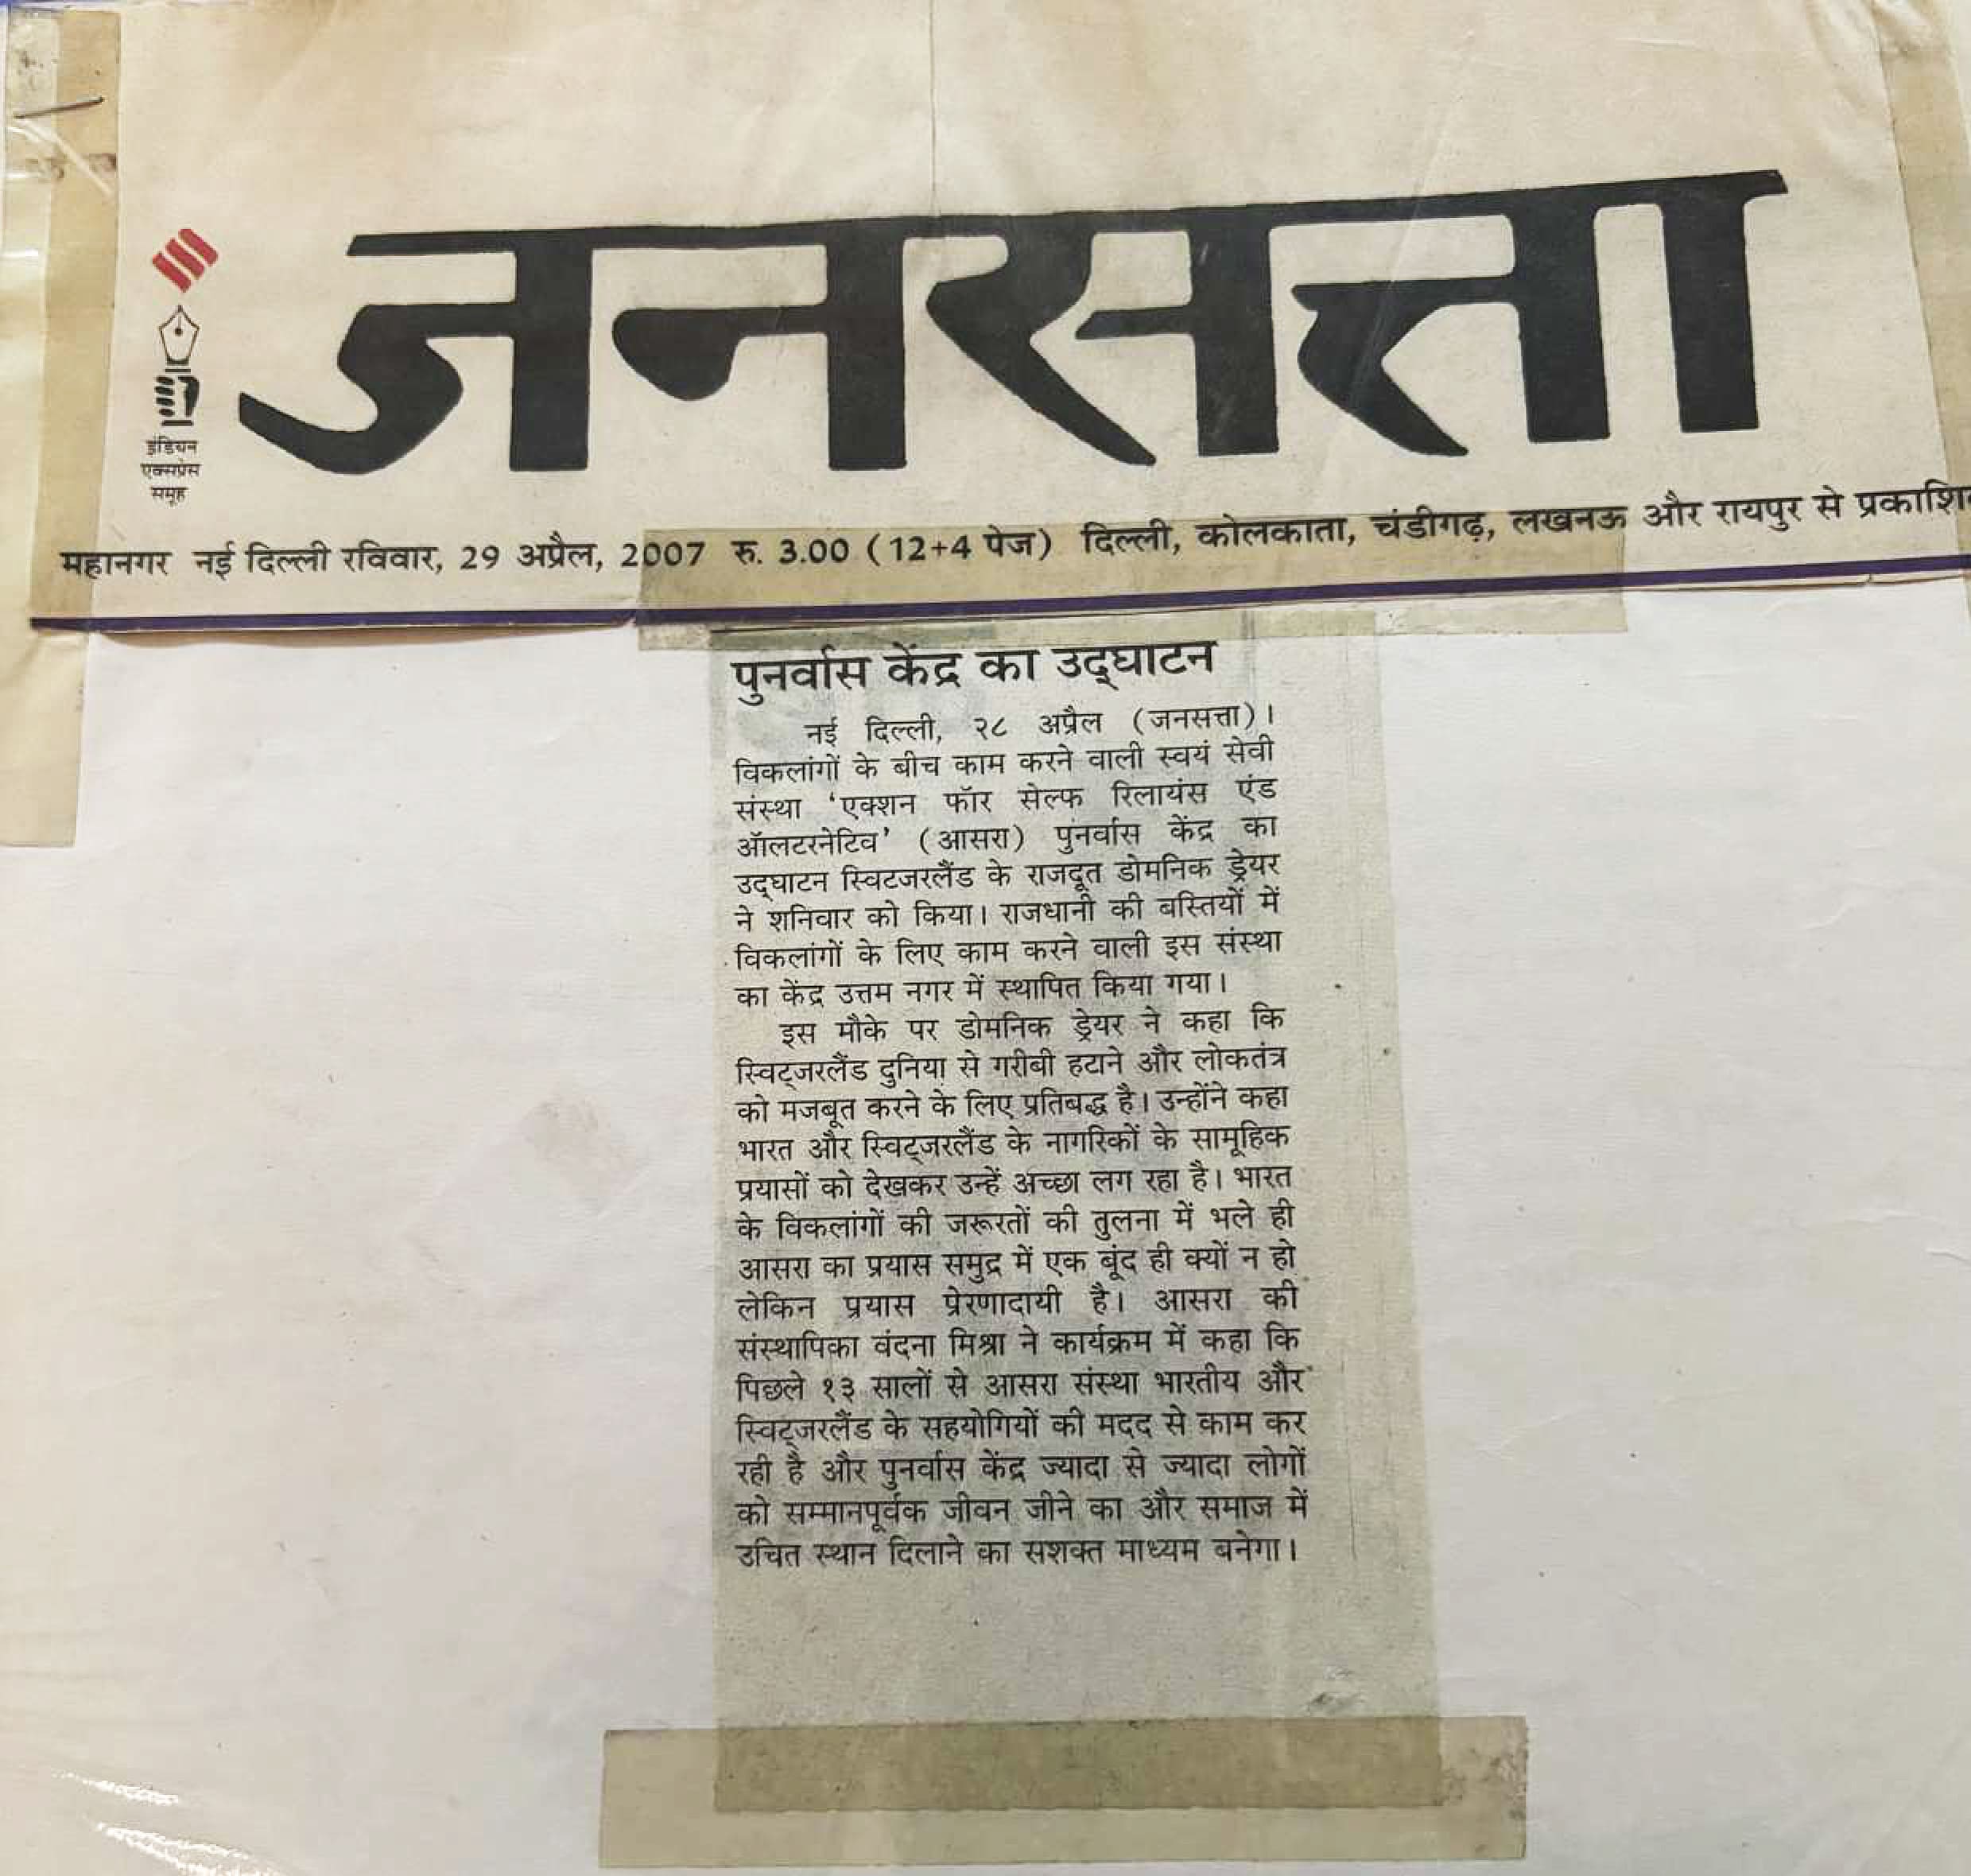 जनसत्ता
इंडियन
एक्सप्रेस
समूह
महानगर नई दिल्ली रविवार, 29 अप्रैल, 2007 रु. 3.00 (12+4 पेज) दिल्ली, कोलकाता, चंडीगढ़, लखनऊ और रायपुर से प्रकाशित
पुनर्वास केंद्र का उद्घाटन
नई दिल्ली, २८ अप्रैल (जनसत्ता)।
विकलांगों के बीच काम करने वाली स्वयं सेवी
संस्था 'एक्शन फॉर सेल्फ रिलायंस एंड
ऑलटरनेटिव' (आसरा) पुनर्वास केंद्र का
उद्घाटन स्विटजरलैंड के राजदूत डोमनिक ड्रेयर
ने शनिवार को किया। राजधानी की बस्तियों में
विकलांगों के लिए काम करने वाली इस संस्था
का केंद्र उत्तम नगर में स्थापित किया गया।
इस मौके पर डोमनिक ड्रेयर ने कहा कि
स्विट्जरलैंड दुनिया से गरीबी हटाने और लोकतंत्र
को मजबूत करने के लिए प्रतिबद्ध है। उन्होंने कहा
भारत और स्विट्जरलैंड के नागरिकों के सामूहिक
प्रयासों को देखकर उन्हें अच्छा लग रहा है। भारत
के विकलांगों की जरूरतों की तुलना में भले ही
आसरा का प्रयास समुद्र में एक बूंद ही क्यों न हो
लेकिन प्रयास प्रेरणादायी है। आसरा की
संस्थापिका वंदना मिश्रा ने कार्यक्रम में कहा कि
पिछले १३ सालों से आसरा संस्था भारतीय और
स्विट्जरलैंड के सहयोगियों की मदद से काम कर
रही है और पुनर्वास केंद्र ज्यादा से ज्यादा लोगों
को सम्मानपूर्वक जीवन जीने का और समाज में
उचित स्थान दिलाने का सशक्त माध्यम बनेगा।